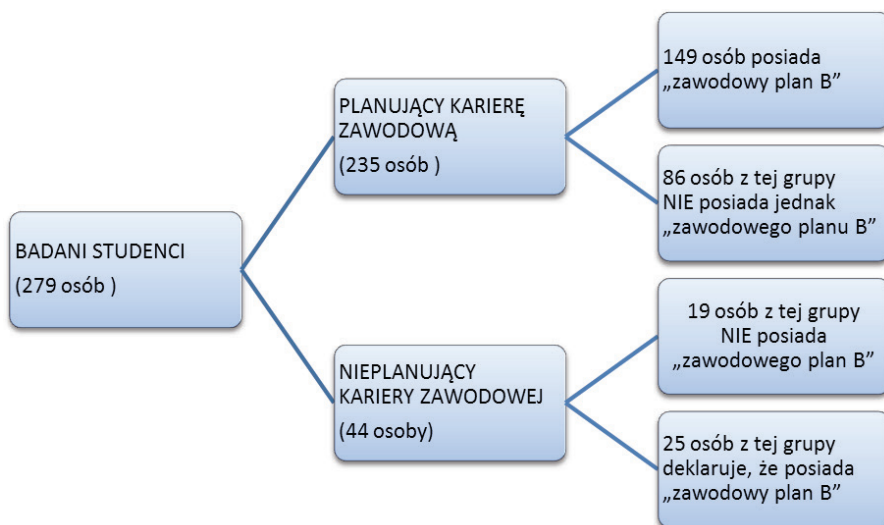 BADANI STUDENCI
(279 osób )
PLANUJĄCY KARIERĘ
ZAWODOWĄ
(235 osób )
149 osób posiada
„zawodowy plan B”
86 osób z tej grupy
NIE posiada jednak
„zawodowego planu B”
NIEPLANUJĄCY
KARIERY ZAWODOWEJ
(44 osoby)
19 osób z tej grupy
NIE posiada
„zawodowego plan B”
25 osób z tej grupy
deklaruje, że posiada
„zawodowy plan B”